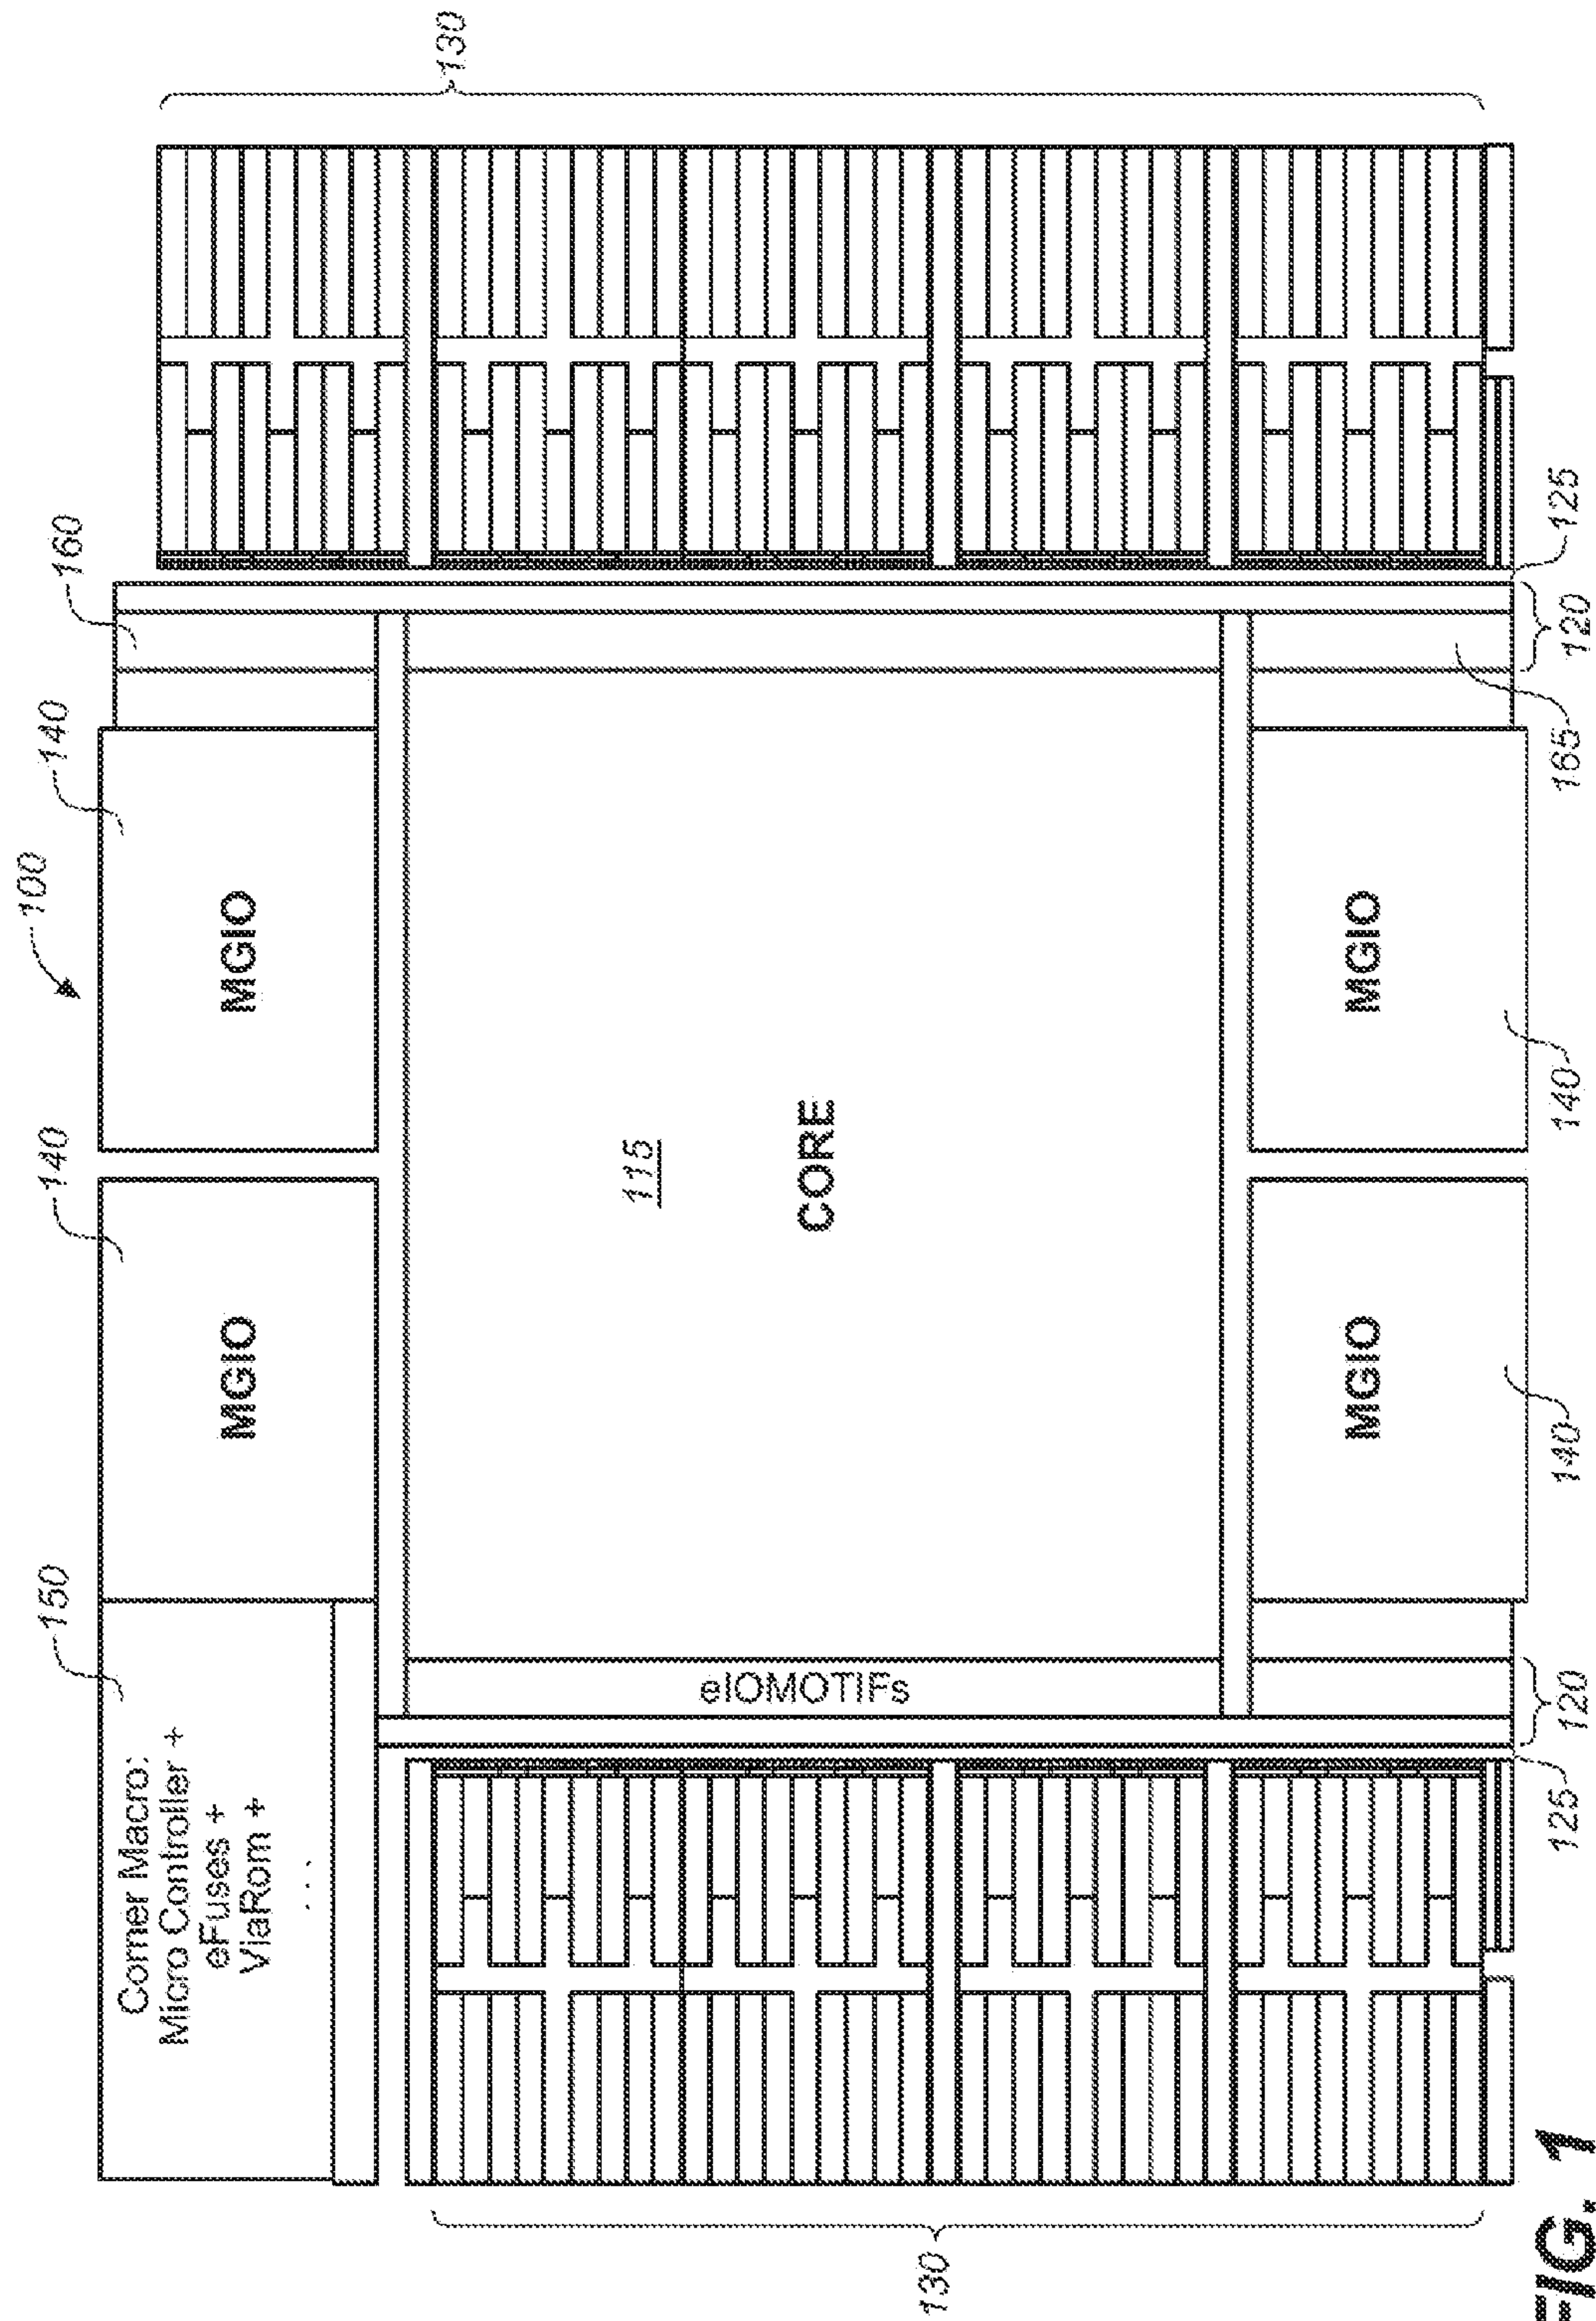 100
150
140
140
160
130
Corner Macro:
Micro Controller +
eFuses +
ViaRom +
...
MGIO
MGIO
115
CORE
eIOMOTIFs
130
MGIO
MGIO
125
120
140
140
165
120
125
FIG. 1